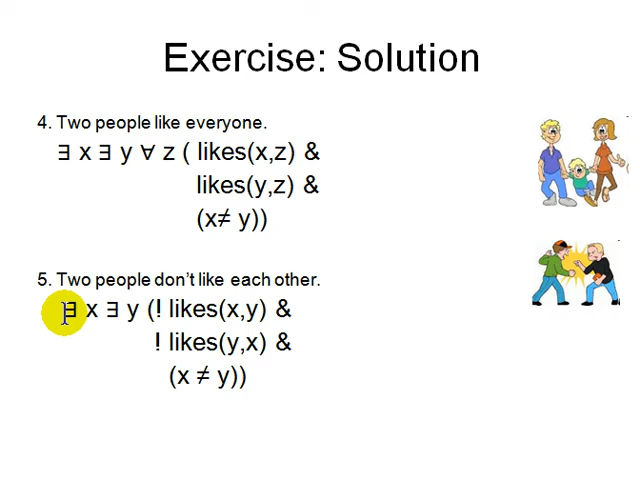 Exercise: Solution
4. Two people like everyone.
∃ x ∃ y ∀ z ( likes(x,z) &
likes(y,z) &
(x≠ y))
5. Two people don't like each other.
∃ x ∃ y (! likes(x,y) &
! likes(y,x) &
(x ≠ y))